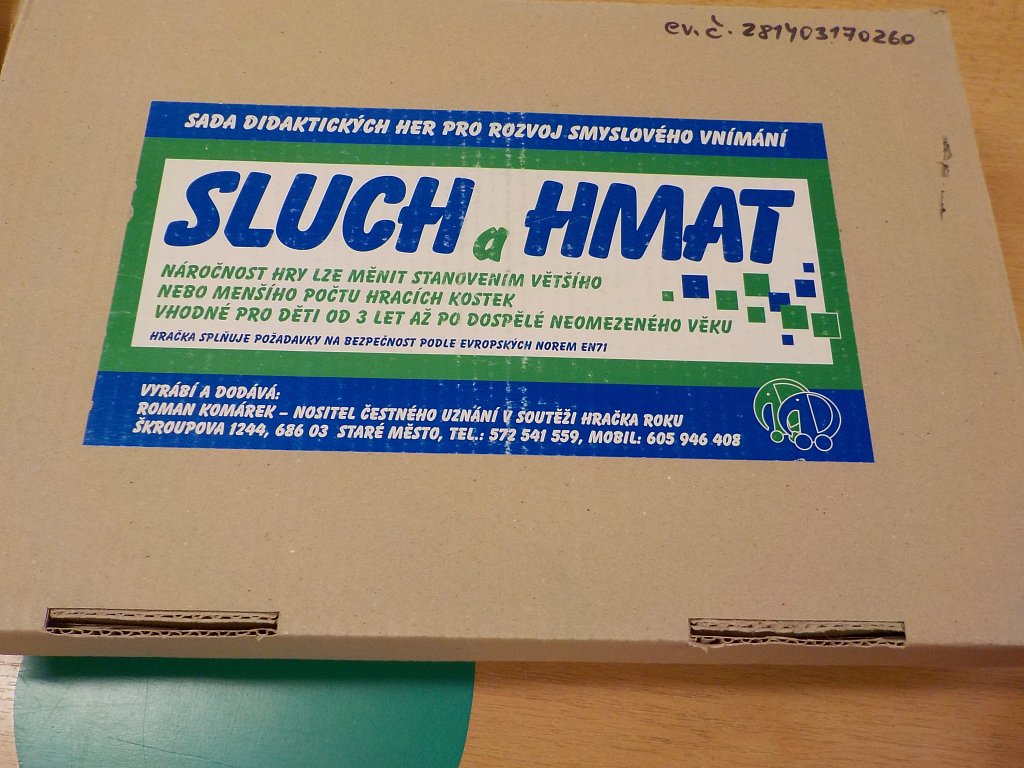 ev.č. 281403170260
SADA DIDAKTICKÝCH HER PRO ROZVOJ SMYSLOVÉHO VNÍMÁNÍ
SLUCH a HMAT
NÁROČNOST HRY LZE MĚNIT STANOVENÍM VĚTŠÍHO
NEBO MENŠÍHO POČTU HRACÍCH KOSTEK
VHODNÉ PRO DĚTI OD 3 LET AŽ PO DOSPĚLÉ NEOMEZENÉHO VĚKU
HRAČKA SPLŇUJE POŽADAVKY NA BEZPEČNOST PODLE EVROPSKÝCH NOREM EN71
VYRÁBÍ A DODÁVÁ:
ROMAN KOMÁREK – NOSITEL ČESTNÉHO UZNÁNÍ V SOUTĚŽI HRAČKA ROKU
ŠKROUPOVA 1244, 686 03 STARÉ MĚSTO, TEL.: 572 541 559, MOBIL: 605 946 408